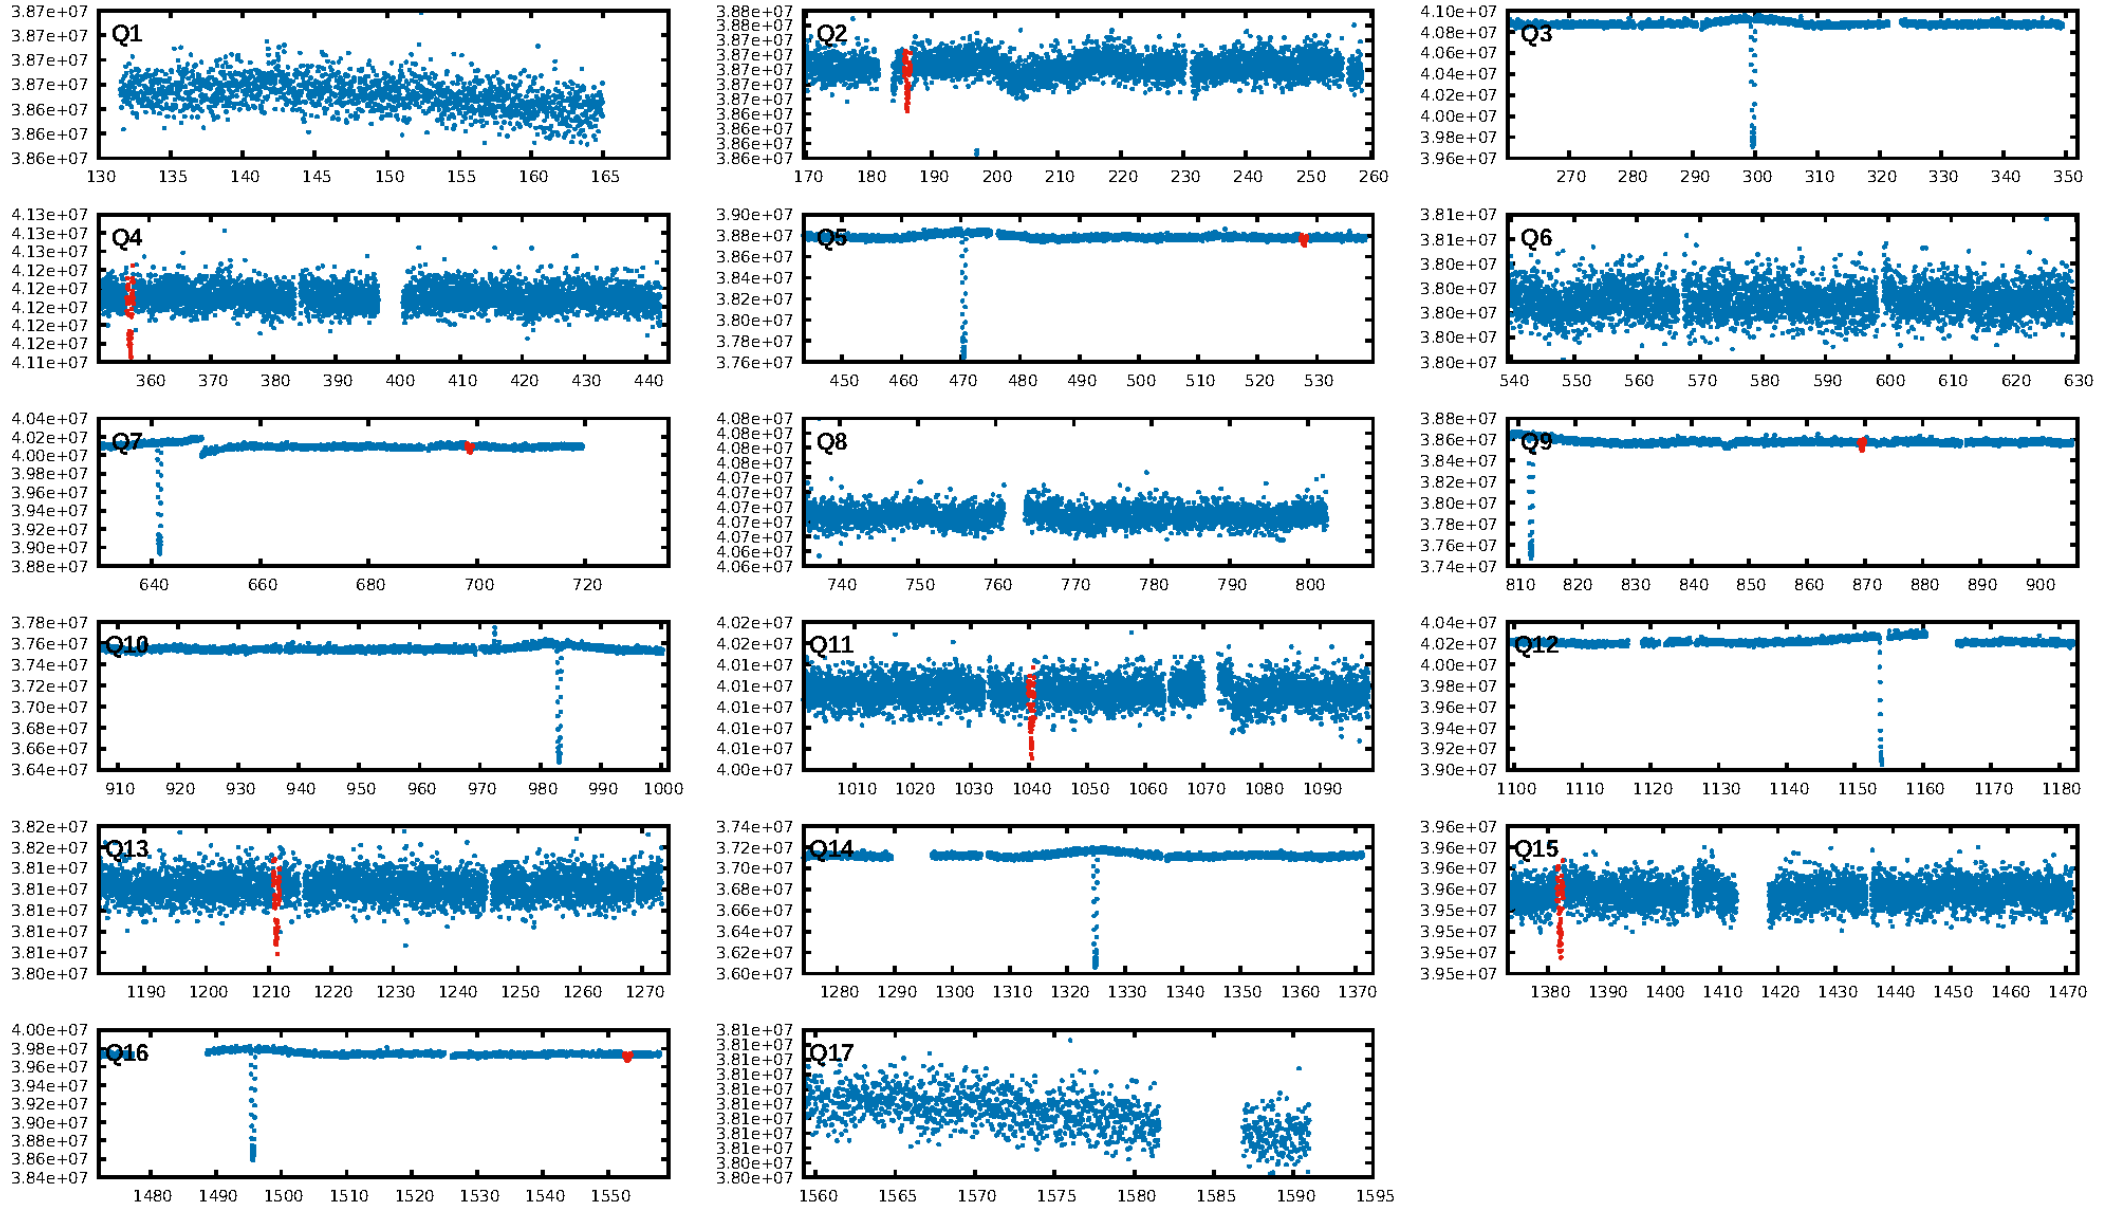 Q1
3.87e+07
3.87e+07
3.87e+07
3.87e+07
3.86e+07
3.86e+07
3.86e+07
130 135 140 145 150 155 160 165
Q2
3.88e+07
3.88e+07
3.87e+07
3.87e+07
3.87e+07
3.87e+07
3.87e+07
3.86e+07
3.86e+07
3.86e+07
3.86e+07
170 180 190 200 210 220 230 240 250 260
Q3
4.10e+07
4.08e+07
4.06e+07
4.04e+07
4.02e+07
4.00e+07
3.98e+07
3.96e+07
270 280 290 300 310 320 330 340 350
Q4
4.13e+07
4.13e+07
4.13e+07
4.12e+07
4.12e+07
4.12e+07
4.12e+07
4.12e+07
4.11e+07
360 370 380 390 400 410 420 430 440
Q5
3.90e+07
3.88e+07
3.86e+07
3.84e+07
3.82e+07
3.80e+07
3.78e+07
3.76e+07
450 460 470 480 490 500 510 520 530
Q6
3.81e+07
3.81e+07
3.80e+07
3.80e+07
3.80e+07
3.80e+07
3.80e+07
540 550 560 570 580 590 600 610 620 630
Q7
4.04e+07
4.02e+07
4.00e+07
3.98e+07
3.96e+07
3.94e+07
3.92e+07
3.90e+07
3.88e+07
640 660 680 700 720
Q8
4.08e+07
4.08e+07
4.08e+07
4.08e+07
4.07e+07
4.07e+07
4.07e+07
4.07e+07
4.07e+07
4.06e+07
4.06e+07
740 750 760 770 780 790 800
Q9
3.88e+07
3.86e+07
3.84e+07
3.82e+07
3.80e+07
3.78e+07
3.76e+07
3.74e+07
810 820 830 840 850 860 870 880 890 900
Q10
3.78e+07
3.76e+07
3.74e+07
3.72e+07
3.70e+07
3.68e+07
3.66e+07
3.64e+07
910 920 930 940 950 960 970 980 990 1000
Q11
4.02e+07
4.02e+07
4.01e+07
4.01e+07
4.01e+07
4.01e+07
4.01e+07
4.00e+07
1010 1020 1030 1040 1050 1060 1070 1080 1090
Q12
4.04e+07
4.02e+07
4.00e+07
3.98e+07
3.96e+07
3.94e+07
3.92e+07
3.90e+07
1100 1110 1120 1130 1140 1150 1160 1170 1180
Q13
3.82e+07
3.82e+07
3.81e+07
3.81e+07
3.81e+07
3.81e+07
3.81e+07
3.80e+07
1190 1200 1210 1220 1230 1240 1250 1260 1270
Q14
3.74e+07
3.72e+07
3.70e+07
3.68e+07
3.66e+07
3.64e+07
3.62e+07
3.60e+07
1280 1290 1300 1310 1320 1330 1340 1350 1360 1370
Q15
3.96e+07
3.96e+07
3.96e+07
3.96e+07
3.95e+07
3.95e+07
3.95e+07
3.95e+07
1380 1390 1400 1410 1420 1430 1440 1450 1460 1470
Q16
4.00e+07
3.98e+07
3.96e+07
3.94e+07
3.92e+07
3.90e+07
3.88e+07
3.86e+07
3.84e+07
1480 1490 1500 1510 1520 1530 1540 1550
Q17
3.81e+07
3.81e+07
3.81e+07
3.81e+07
3.81e+07
3.81e+07
3.81e+07
3.81e+07
3.81e+07
3.80e+07
3.80e+07
1560 1565 1570 1575 1580 1585 1590 1595